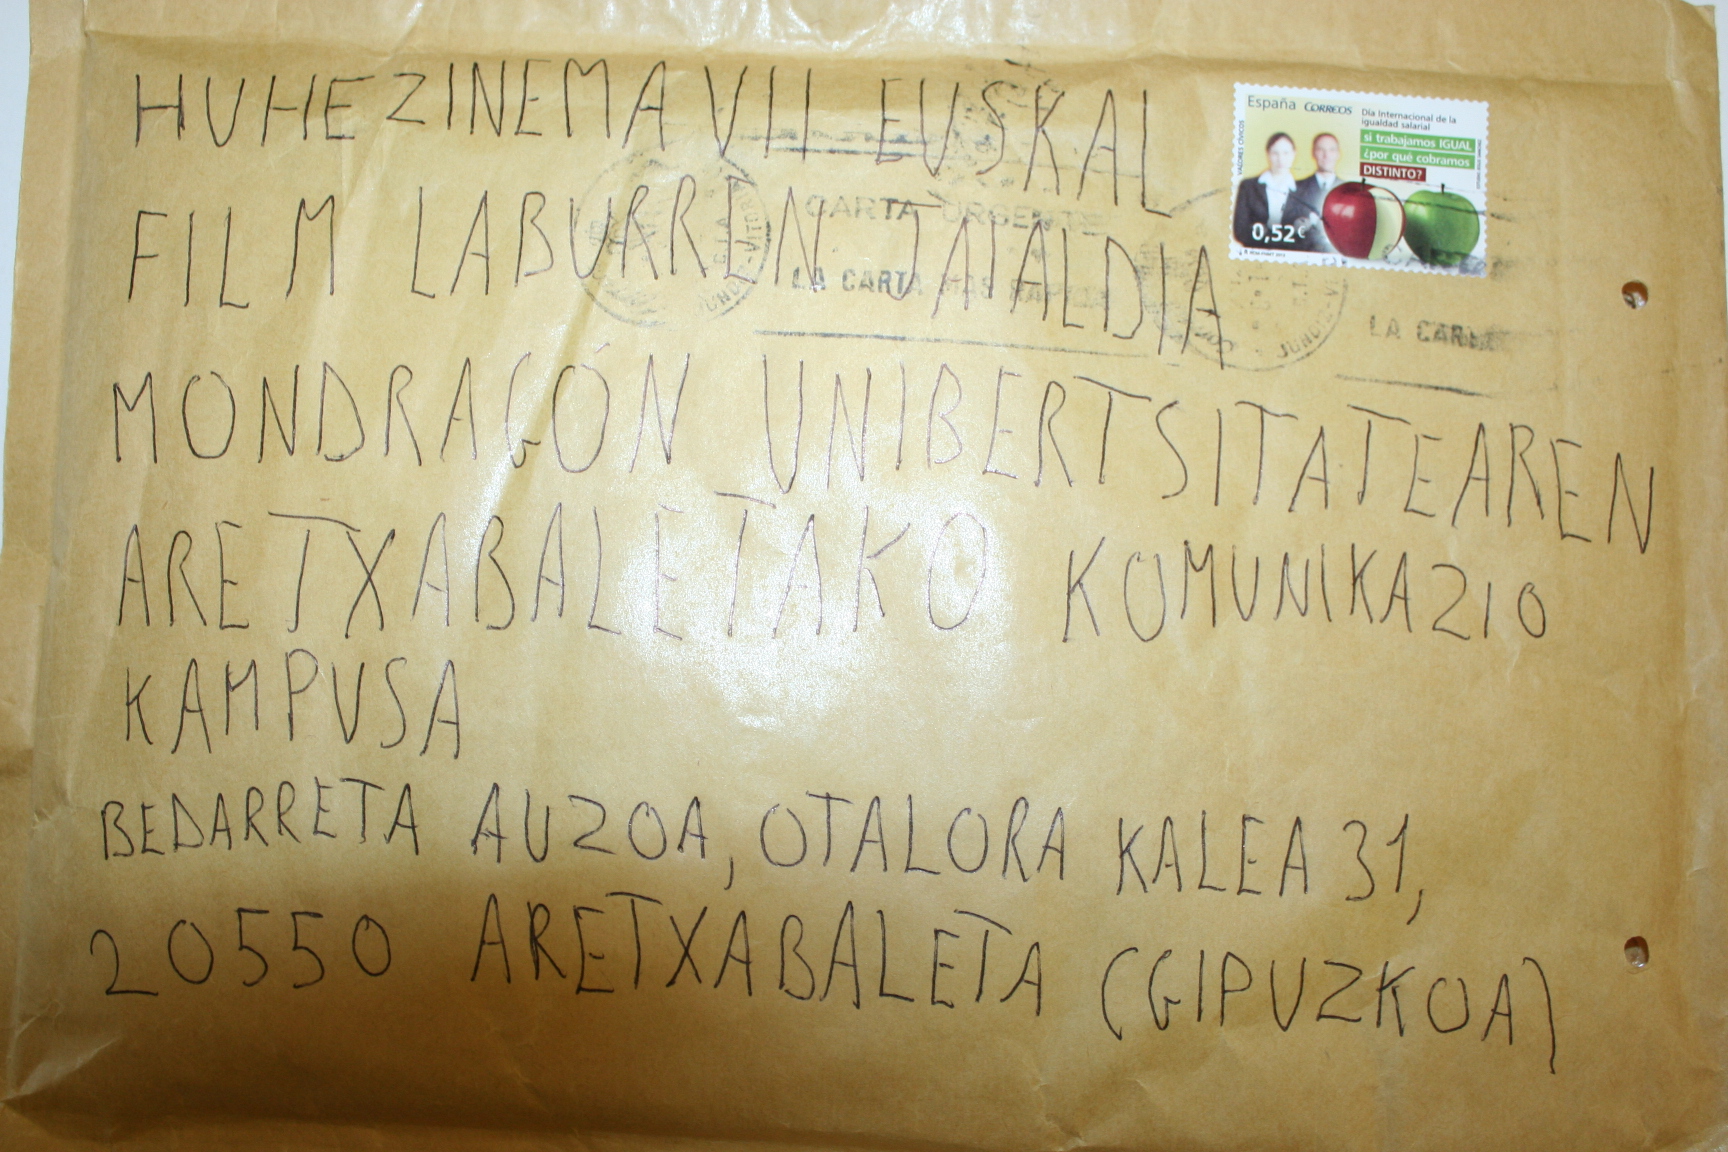 HUHEZINEMA VII EUSKAL
FILM LABURREN JAIALDIA
MONDRAGÓN UNIBERTSITATEAREN
ARETXABALETAKO KOMUNIKAZIO
KAMPUSA
BEDARRETA AUZOA, OTALORA KALEA 31,
20550 ARETXABALETA (GIPUZKOA)
España CORREOS
Día Internacional de la
igualdad salarial
si trabajamos IGUAL
¿por qué cobramos
DISTINTO?
VALORES CÍVICOS
0,52€
CARTA URGENTE
LA CARTA MAS RAPIDA
LA CARTA